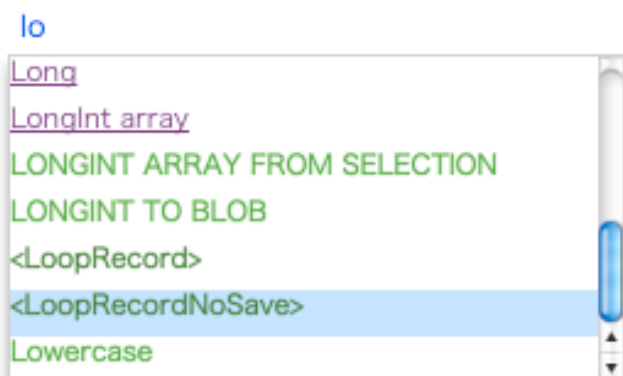 lo
Long
LongInt array
LONGINT ARRAY FROM SELECTION
LONGINT TO BLOB
<LoopRecord>
<LoopRecordNoSave>
Lowercase